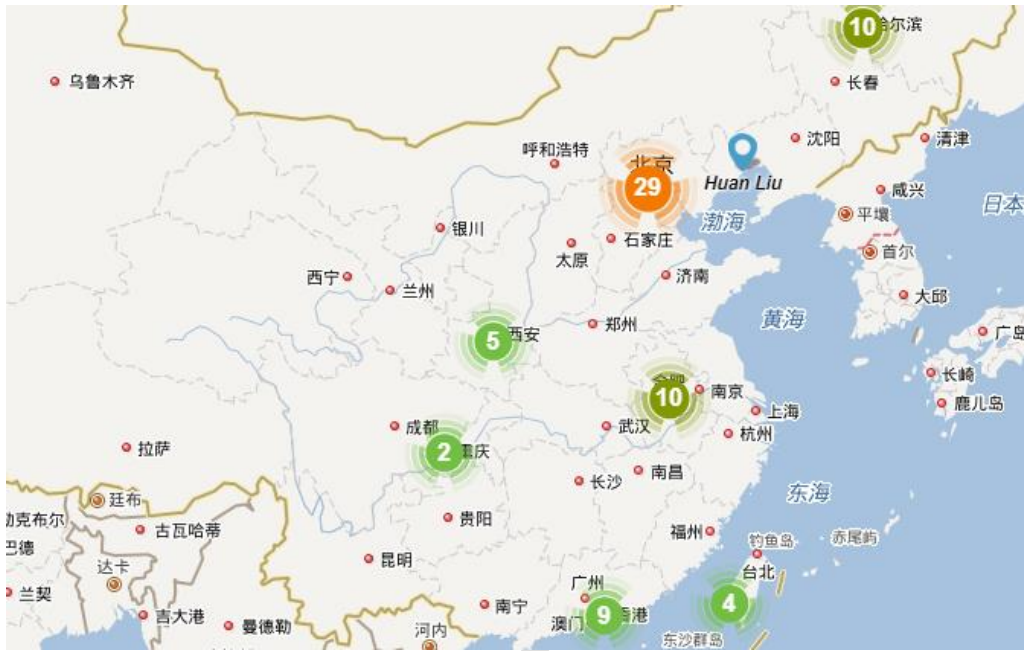 10
哈尔滨
乌鲁木齐
长春
沈阳
清津
呼和浩特
北京
29
Huan Liu
咸兴
日本
平壤
渤海
银川
石家庄
首尔
太原
西宁
兰州
济南
大邱
黄海
郑州
广岛
5
西安
长崎
10
南京
鹿儿岛
上海
成都
武汉
杭州
2
重庆
拉萨
南昌
长沙
东海
廷布
勒克布尔
贵阳
古瓦哈蒂
福州
钓鱼岛
赤尾屿
巴德
昆明
达卡
台北
广州
兰契
南宁
4
吉大港
9
香港
澳门
曼德勒
河内
东沙群岛